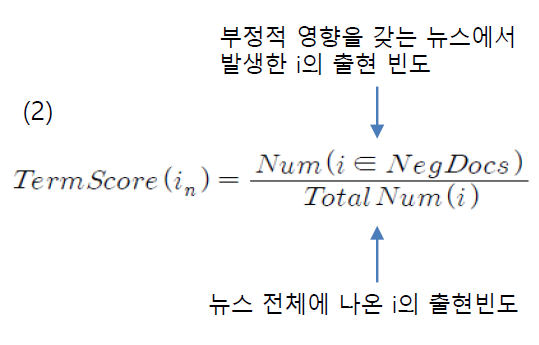 부정적 영향을 갖는 뉴스에서
발생한 i의 출현 빈도
(2)
TermScore(i_n) = Num(i ∈ NegDocs) / TotalNum(i)
뉴스 전체에 나온 i의 출현빈도